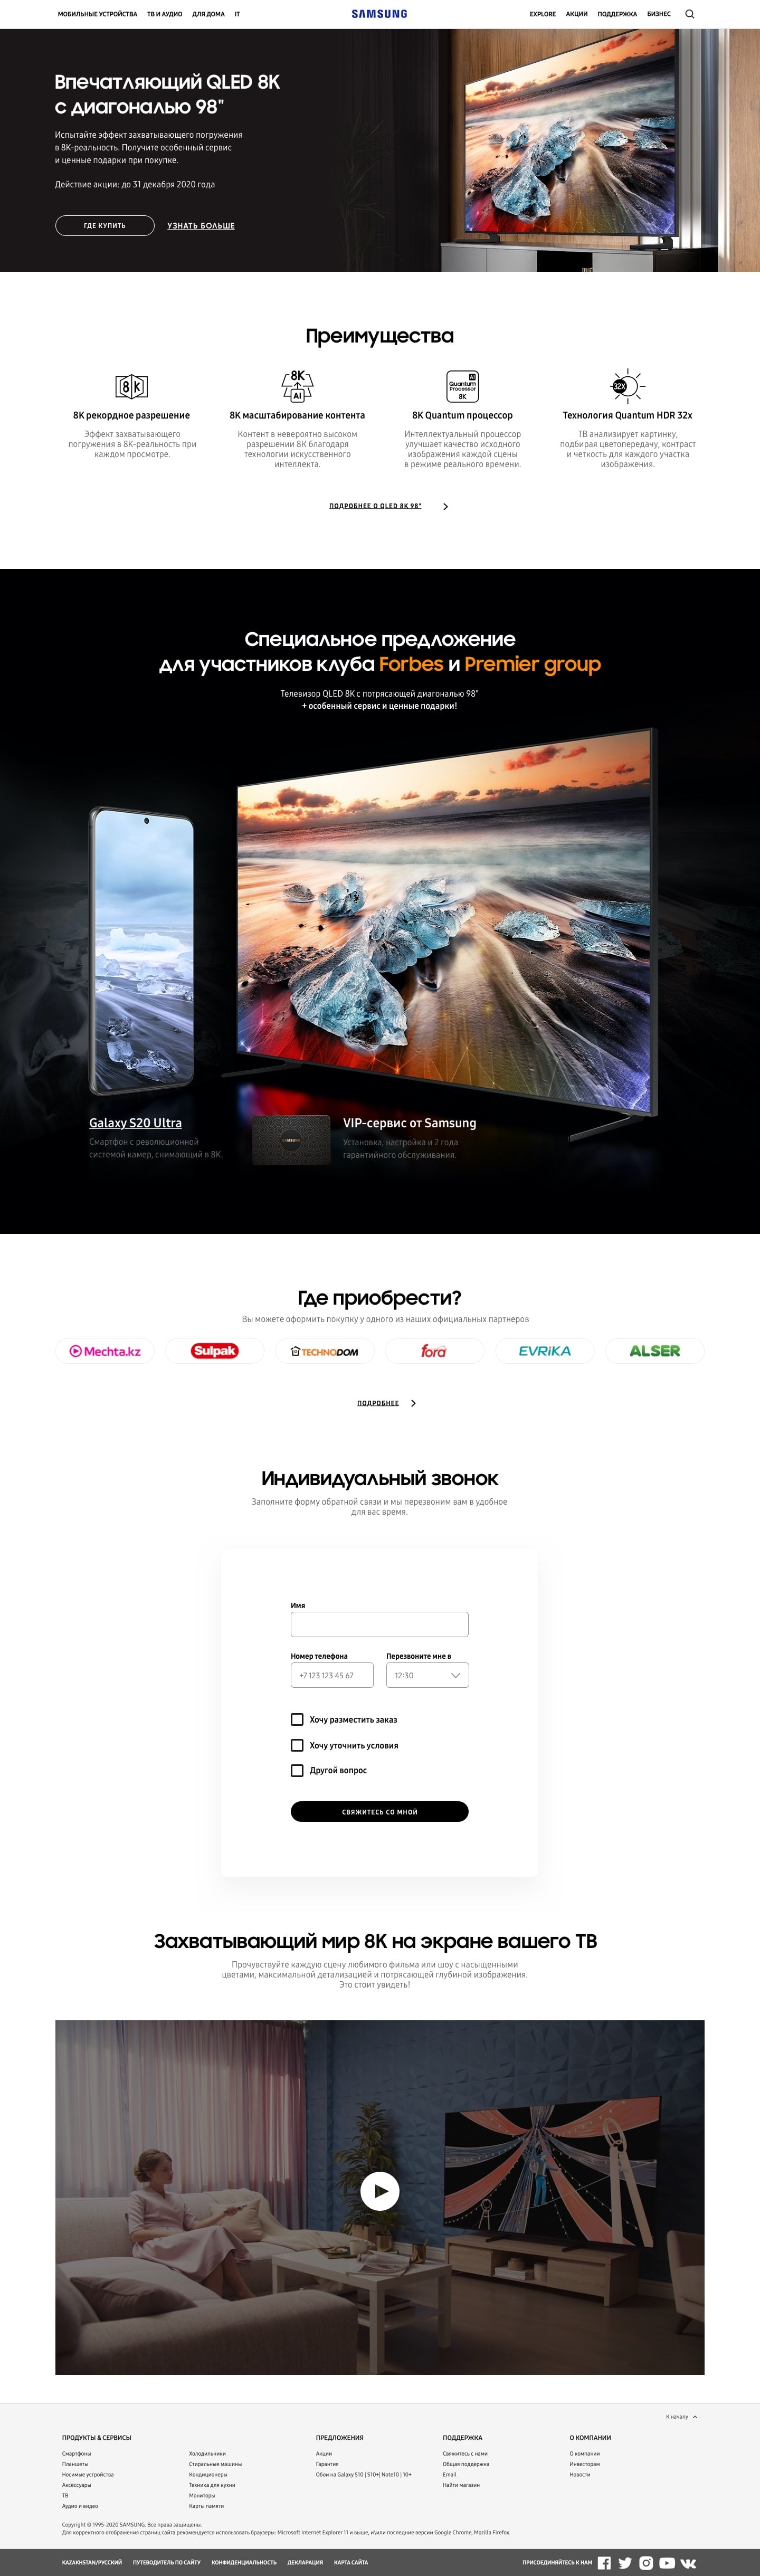 МОБИЛЬНЫЕ УСТРОЙСТВА ТВ И АУДИО ДЛЯ ДОМА IT SAMSUNG EXPLORE АКЦИИ ПОДДЕРЖКА БИЗНЕС
Впечатляющий QLED 8K
с диагональю 98"
Испытайте эффект захватывающего погружения
в 8K-реальность. Получите особенный сервис
и ценные подарки при покупке.
Действие акции: до 31 декабря 2020 года
ГДЕ КУПИТЬ УЗНАТЬ БОЛЬШЕ
Преимущества
8K
8K AI
AI Quantum Processor 8K
32X
8K рекордное разрешение
Эффект захватывающего
погружения в 8K-реальность при
каждом просмотре.
8K масштабирование контента
Контент в невероятно высоком
разрешении 8K благодаря
технологии искусственного
интеллекта.
8K Quantum процессор
Интеллектуальный процессор
улучшает качество исходного
изображения каждой сцены
в режиме реального времени.
Технология Quantum HDR 32x
ТВ анализирует картинку,
подбирая цветопередачу, контраст
и четкость для каждого участка
изображения.
ПОДРОБНЕЕ О QLED 8K 98"
Специальное предложение
для участников клуба Forbes и Premier group
Телевизор QLED 8K с потрясающей диагональю 98"
+ особенный сервис и ценные подарки!
Galaxy S20 Ultra
Смартфон с революционной
системой камер, снимающий в 8K.
SAMSUNG
VIP-сервис от Samsung
Установка, настройка и 2 года
гарантийного обслуживания.
Где приобрести?
Вы можете оформить покупку у одного из наших официальных партнеров
Mechta.kz Sulpak TECHNODOM fora EVRIKA ALSER
ПОДРОБНЕЕ
Индивидуальный звонок
Заполните форму обратной связи и мы перезвоним вам в удобное
для вас время.
Имя
Номер телефона Перезвоните мне в
+7 123 123 45 67 12:30
Хочу разместить заказ
Хочу уточнить условия
Другой вопрос
СВЯЖИТЕСЬ СО МНОЙ
Захватывающий мир 8K на экране вашего ТВ
Прочувствуйте каждую сцену любимого фильма или шоу с насыщенными
цветами, максимальной детализацией и потрясающей глубиной изображения.
Это стоит увидеть!
К началу
ПРОДУКТЫ & СЕРВИСЫ
Смартфоны
Планшеты
Носимые устройства
Аксессуары
ТВ
Аудио и видео
Холодильники
Стиральные машины
Кондиционеры
Техника для кухни
Мониторы
Карты памяти
ПРЕДЛОЖЕНИЯ
Акции
Гарантия
Обои на Galaxy S10 | S10+| Note10 | 10+
ПОДДЕРЖКА
Свяжитесь с нами
Общая поддержка
Email
Найти магазин
О КОМПАНИИ
О компании
Инвесторам
Новости
Copyright © 1995-2020 SAMSUNG. Все права защищены.
Для корректного отображения страниц сайта рекомендуется использовать браузеры: Microsoft Internet Explorer 11 и выше, и\или последние версии Google Chrome, Mozilla Firefox.
KAZAKHSTAN/РУССКИЙ ПУТЕВОДИТЕЛЬ ПО САЙТУ КОНФИДЕНЦИАЛЬНОСТЬ ДЕКЛАРАЦИЯ КАРТА САЙТА ПРИСОЕДИНЯЙТЕСЬ К НАМ